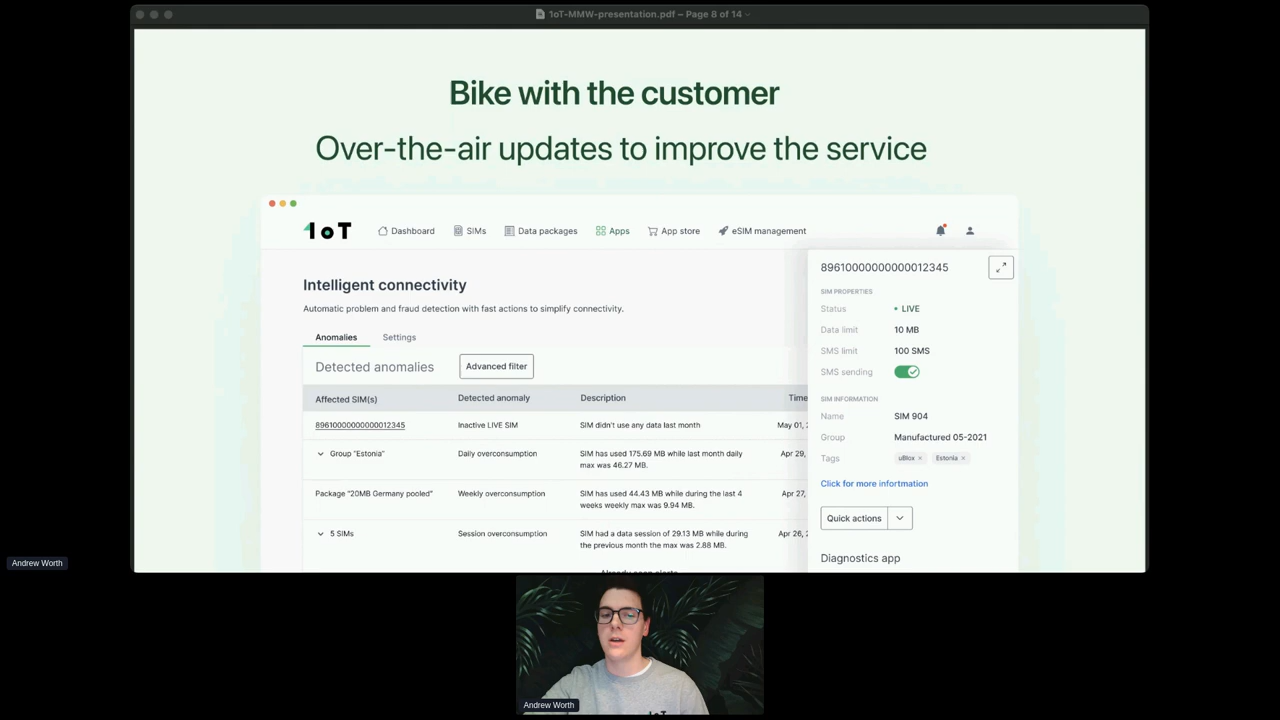 1oT-MMW-presentation.pdf – Page 8 of 14
Bike with the customer
Over-the-air updates to improve the service
1oT
Dashboard SIMs Data packages Apps App store eSIM management
Intelligent connectivity
Automatic problem and fraud detection with fast actions to simplify connectivity.
Anomalies Settings
Detected anomalies Advanced filter
Affected SIM(s) Detected anomaly Description Time
89610000000000012345 Inactive LIVE SIM SIM didn't use any data last month May 01, 2
Group "Estonia" Daily overconsumption SIM has used 175.69 MB while last month daily
max was 46.27 MB. Apr 29,
Package "20MB Germany pooled" Weekly overconsumption SIM has used 44.43 MB while during the last 4
weeks weekly max was 9.94 MB. Apr 27,
5 SIMs Session overconsumption SIM had a data session of 29.13 MB while during
the previous month the max was 2.88 MB. Apr 26, 2
89610000000000012345
SIM PROPERTIES
Status • LIVE
Data limit 10 MB
SMS limit 100 SMS
SMS sending
SIM INFORMATION
Name SIM 904
Group Manufactured 05-2021
Tags uBlox × Estonia ×
Click for more information
Quick actions
Diagnostics app
Andrew Worth
Andrew Worth